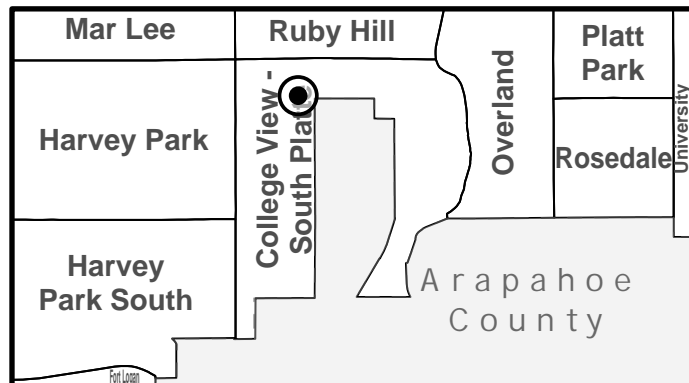 Mar Lee
Ruby Hill
Platt
Park
University
Harvey Park
College View -
South Platte
Overland
Rosedale
Harvey
Park South
Arapahoe
County
Fort Logan